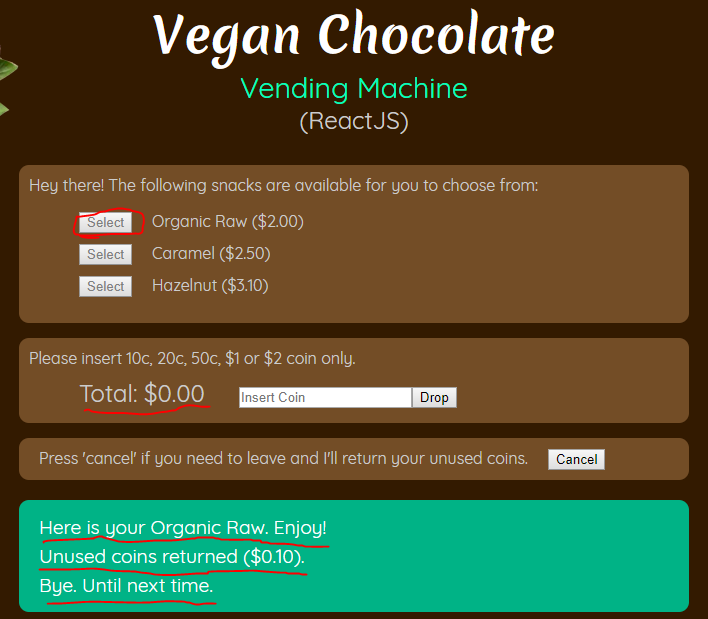 Vegan Chocolate
Vending Machine
(ReactJS)
Hey there! The following snacks are available for you to choose from:
Select Organic Raw ($2.00)
Select Caramel ($2.50)
Select Hazelnut ($3.10)
Please insert 10c, 20c, 50c, $1 or $2 coin only.
Total: $0.00 Insert Coin Drop
Press 'cancel' if you need to leave and I'll return your unused coins. Cancel
Here is your Organic Raw. Enjoy!
Unused coins returned ($0.10).
Bye. Until next time.